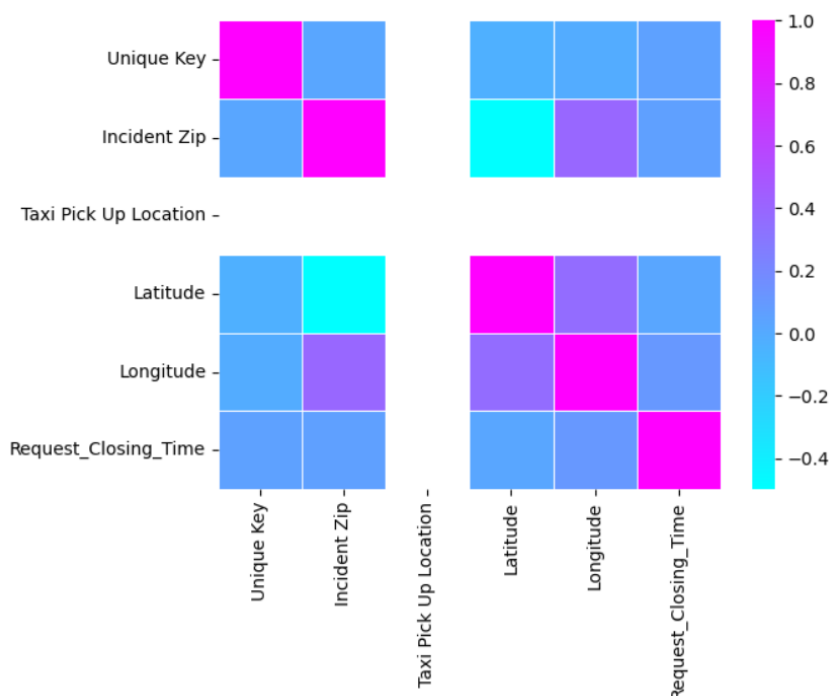 Unique Key
Incident Zip
Taxi Pick Up Location
Latitude
Longitude
Request_Closing_Time
Unique Key
Incident Zip
Taxi Pick Up Location
Latitude
Longitude
Request_Closing_Time
1.0
0.8
0.6
0.4
0.2
0.0
−0.2
−0.4